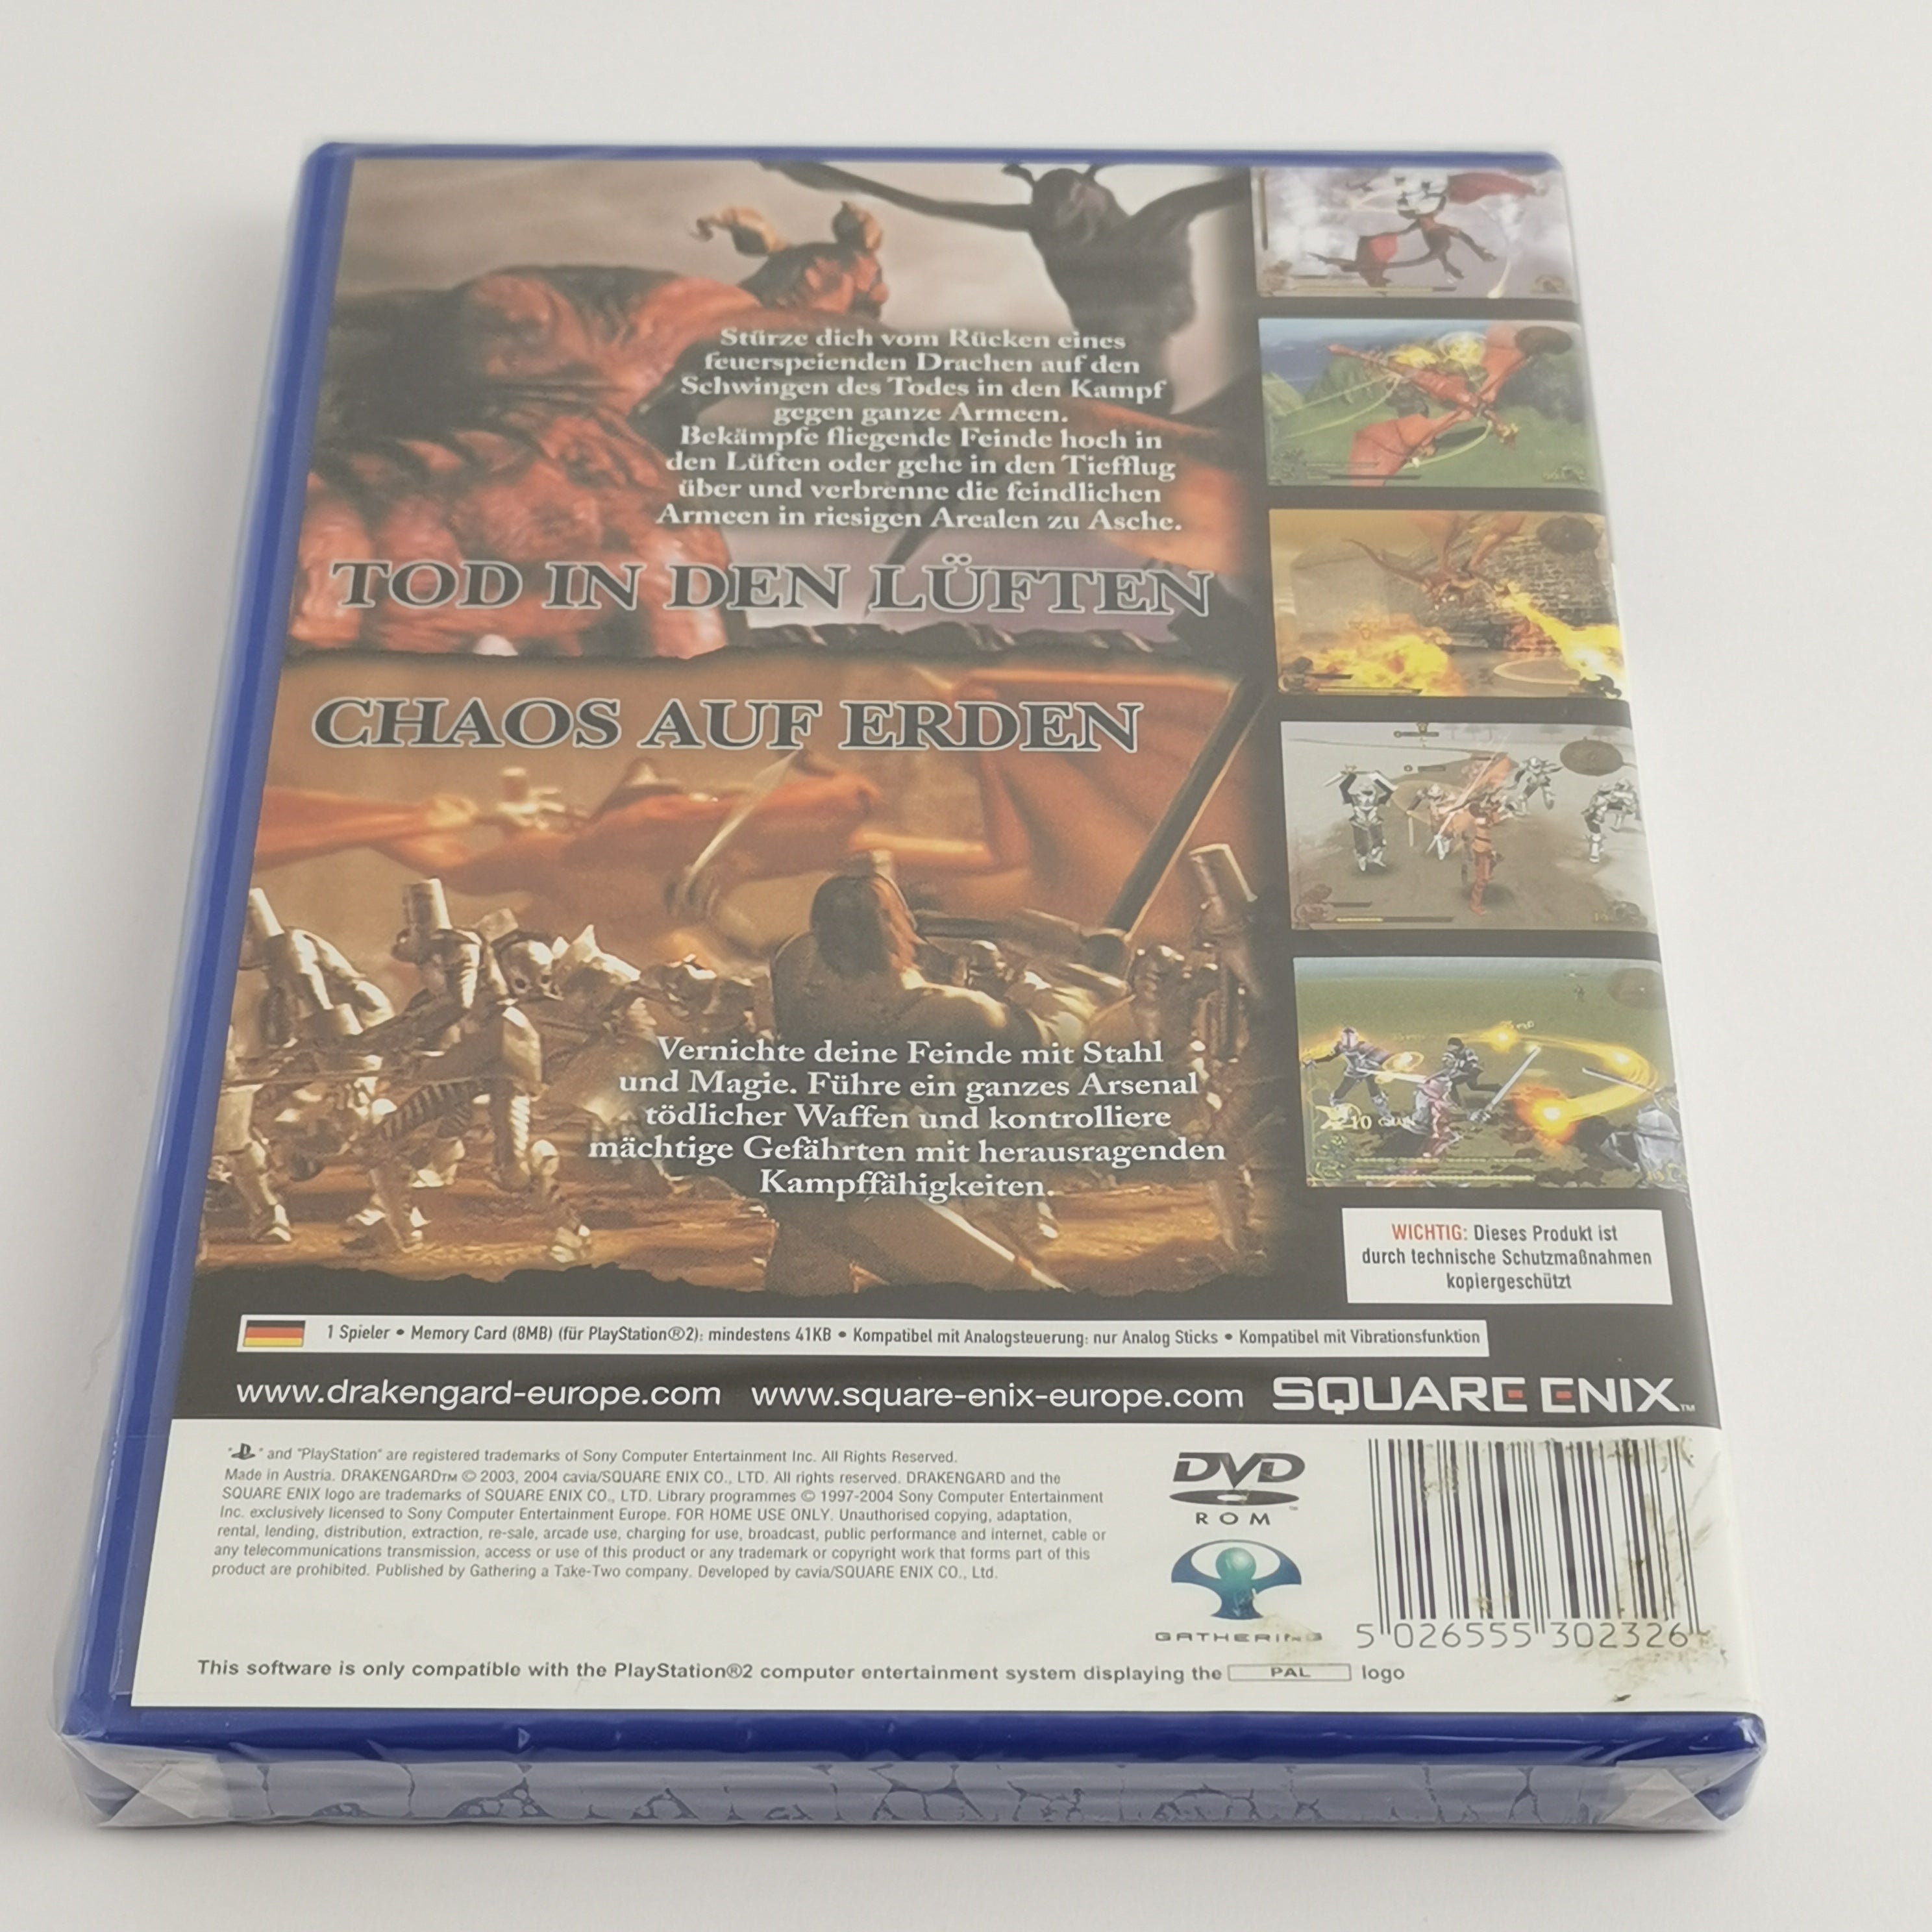 Stürze dich vom Rücken eines
feuerspeienden Drachen auf den
Schwingen des Todes in den Kampf
gegen ganze Armeen.
Bekämpfe fliegende Feinde hoch in
den Lüften oder gehe in den Tiefflug
über und verbrenne die feindlichen
Armeen in riesigen Arealen zu Asche.
TOD IN DEN LÜFTEN
CHAOS AUF ERDEN
Vernichte deine Feinde mit Stahl
und Magie. Führe ein ganzes Arsenal
tödlicher Waffen und kontrolliere
mächtige Gefährten mit herausragenden
Kampffähigkeiten.
WICHTIG: Dieses Produkt ist
durch technische Schutzmaßnahmen
kopiergeschützt
1 Spieler • Memory Card (8MB) (für PlayStation®2): mindestens 41KB • Kompatibel mit Analogsteuerung: nur Analog Sticks • Kompatibel mit Vibrationsfunktion
www.drakengard-europe.com www.square-enix-europe.com SQUARE ENIX™
" " and "PlayStation" are registered trademarks of Sony Computer Entertainment Inc. All Rights Reserved.
Made in Austria. DRAKENGARD™ © 2003, 2004 cavia/SQUARE ENIX CO., LTD. All rights reserved. DRAKENGARD and the
SQUARE ENIX logo are trademarks of SQUARE ENIX CO., LTD. Library programmes © 1997-2004 Sony Computer Entertainment
Inc. exclusively licensed to Sony Computer Entertainment Europe. FOR HOME USE ONLY. Unauthorised copying, adaptation,
rental, lending, distribution, extraction, re-sale, arcade use, charging for use, broadcast, public performance and internet, cable or
any telecommunications transmission, access or use of this product or any trademark or copyright work that forms part of this
product are prohibited. Published by Gathering a Take-Two company. Developed by cavia/SQUARE ENIX CO., Ltd.
DVD™
ROM
GATHERING
5 026555 302326
This software is only compatible with the PlayStation®2 computer entertainment system displaying the PAL logo